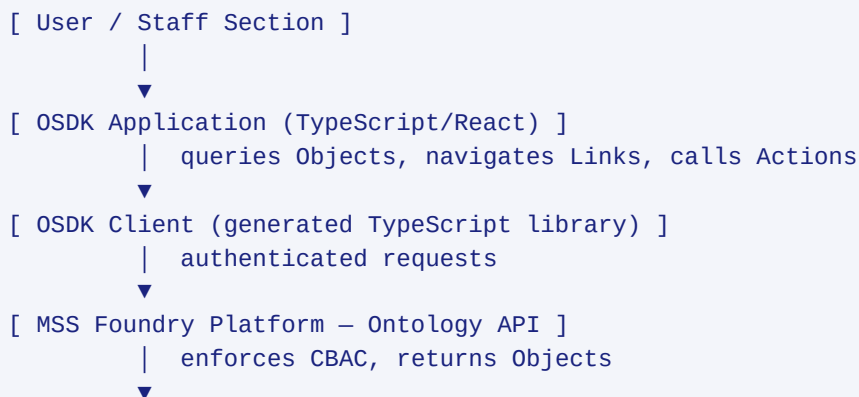 [ User / Staff Section ]
│
▼
[ OSDK Application (TypeScript/React) ]
│ queries Objects, navigates Links, calls Actions
▼
[ OSDK Client (generated TypeScript library) ]
│ authenticated requests
▼
[ MSS Foundry Platform — Ontology API ]
│ enforces CBAC, returns Objects
▼